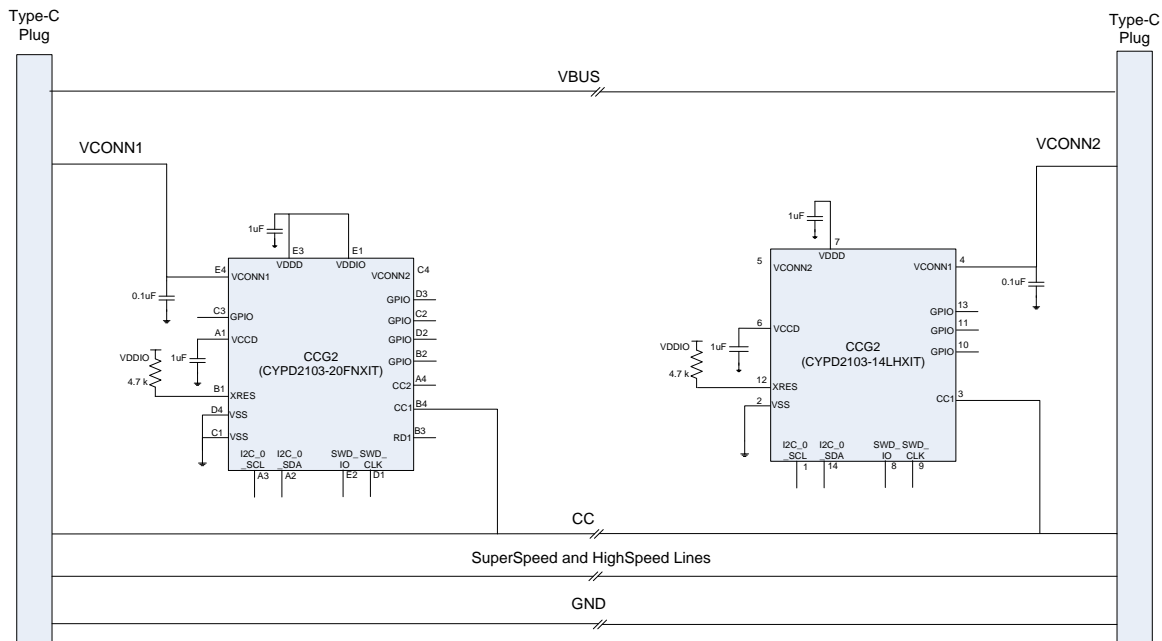 Type-C
Plug
Type-C
Plug
VBUS
VCONN1
VCONN2
1uF
E3
E1
VDDD
VDDIO
E4
VCONN1
VCONN2
C4
0.1uF
GPIO
D3
C3
GPIO
GPIO
C2
A1
VCCD
GPIO
D2
1uF
GPIO
B2
VDDIO
4.7 k
CCG2
(CYPD2103-20FNXIT)
CC2
A4
B1
XRES
CC1
B4
D4
VSS
C1
VSS
RD1
B3
I2C_0
_SCL
I2C_0
_SDA
SWD_
IO
SWD_
CLK
A3
A2
E2
D1
1uF
7
VDDD
5
VCONN2
VCONN1
4
0.1uF
GPIO
13
6
VCCD
GPIO
11
1uF
GPIO
10
VDDIO
4.7 k
CCG2
(CYPD2103-14LHXIT)
12
XRES
2
VSS
CC1
3
I2C_0
_SCL
I2C_0
_SDA
SWD_
IO
SWD_
CLK
1
14
8
9
CC
SuperSpeed and HighSpeed Lines
GND